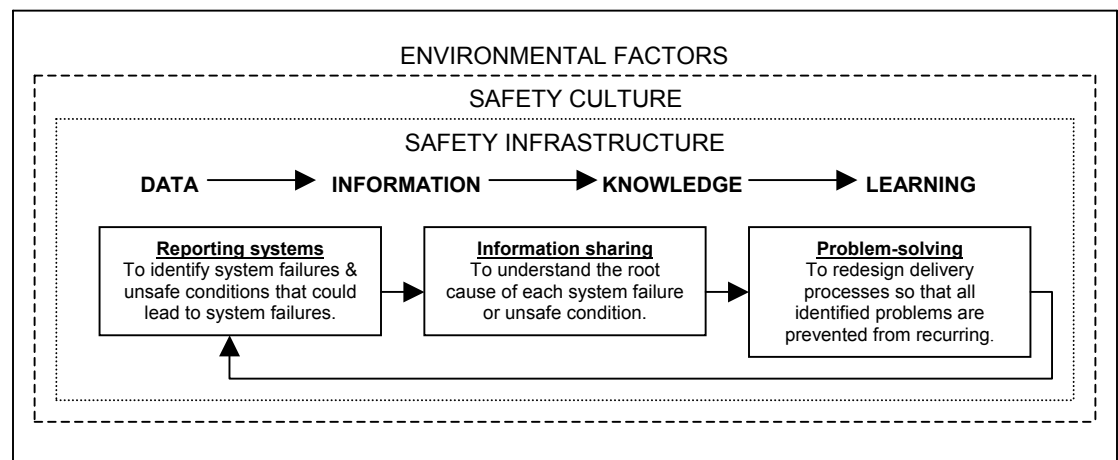 ENVIRONMENTAL FACTORS
SAFETY CULTURE
SAFETY INFRASTRUCTURE
DATA INFORMATION KNOWLEDGE LEARNING
Reporting systems
To identify system failures &
unsafe conditions that could
lead to system failures.
Information sharing
To understand the root
cause of each system failure
or unsafe condition.
Problem-solving
To redesign delivery
processes so that all
identified problems are
prevented from recurring.